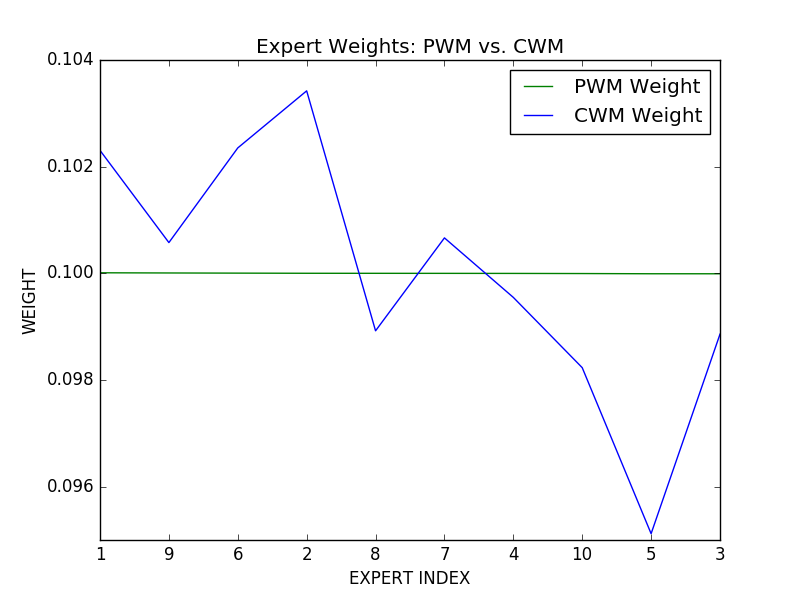 Expert Weights: PWM vs. CWM
0.104
0.102
0.100
0.098
0.096
WEIGHT
PWM Weight
CWM Weight
1 9 6 2 8 7 4 10 5 3
EXPERT INDEX